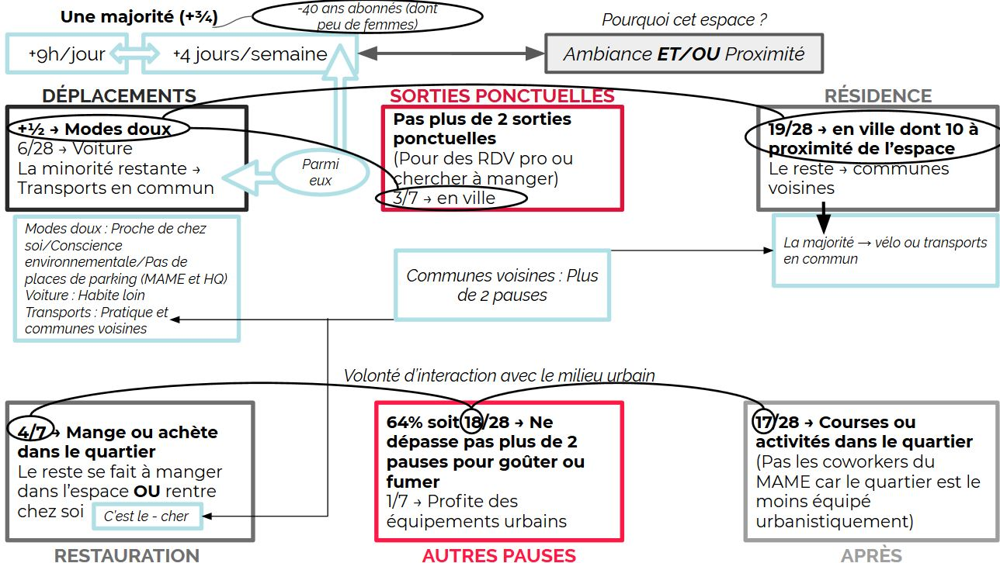 Une majorité (+¾)
-40 ans abonnés (dont
peu de femmes)
Pourquoi cet espace ?
+9h/jour
+4 jours/semaine
Ambiance ET/OU Proximité
DÉPLACEMENTS
+½ → Modes doux
6/28 → Voiture
La minorité restante →
Transports en commun
Parmi
eux
SORTIES PONCTUELLES
Pas plus de 2 sorties
ponctuelles
(Pour des RDV pro ou
chercher à manger)
3/7 → en ville
RÉSIDENCE
19/28 → en ville dont 10 à
proximité de l’espace
Le reste → communes
voisines
Modes doux : Proche de chez
soi/Conscience
environnementale/Pas de
places de parking (MAME et HQ)
Voiture : Habite loin
Transports : Pratique et
communes voisines
Communes voisines : Plus
de 2 pauses
La majorité → vélo ou transports
en commun
Volonté d’interaction avec le milieu urbain
4/7 → Mange ou achète
dans le quartier
Le reste se fait à manger
dans l’espace OU rentre
chez soi
C’est le - cher
RESTAURATION
64% soit 18/28 → Ne
dépasse pas plus de 2
pauses pour goûter ou
fumer
1/7 → Profite des
équipements urbains
AUTRES PAUSES
17/28 → Courses ou
activités dans le quartier
(Pas les coworkers du
MAME car le quartier est le
moins équipé
urbanistiquement)
APRÈS